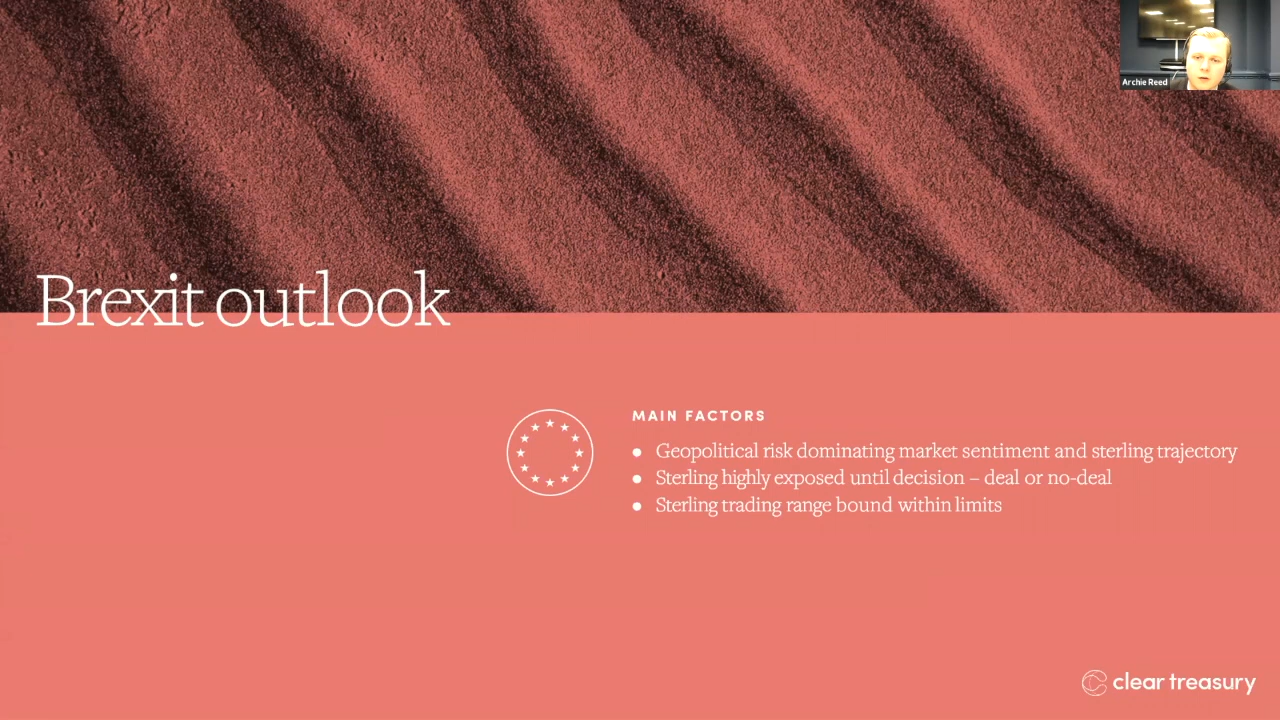 Archie Reed
Brexit outlook
MAIN FACTORS
Geopolitical risk dominating market sentiment and sterling trajectory
Sterling highly exposed until decision – deal or no-deal
Sterling trading range bound within limits
clear treasury